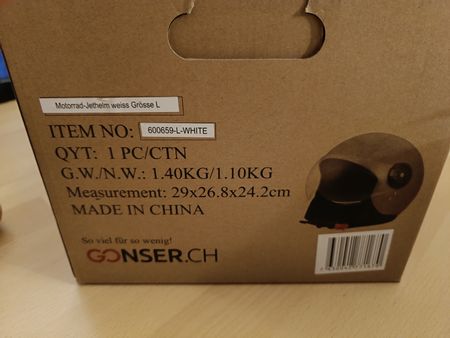 Motorrad-Jethelm weiss Grösse L
ITEM NO: 600659-L-WHITE
QYT: 1 PC/CTN
G.W./N.W.: 1.40KG/1.10KG
Measurement: 29x26.8x24.2cm
MADE IN CHINA
So viel für so wenig!
GONSER.CH